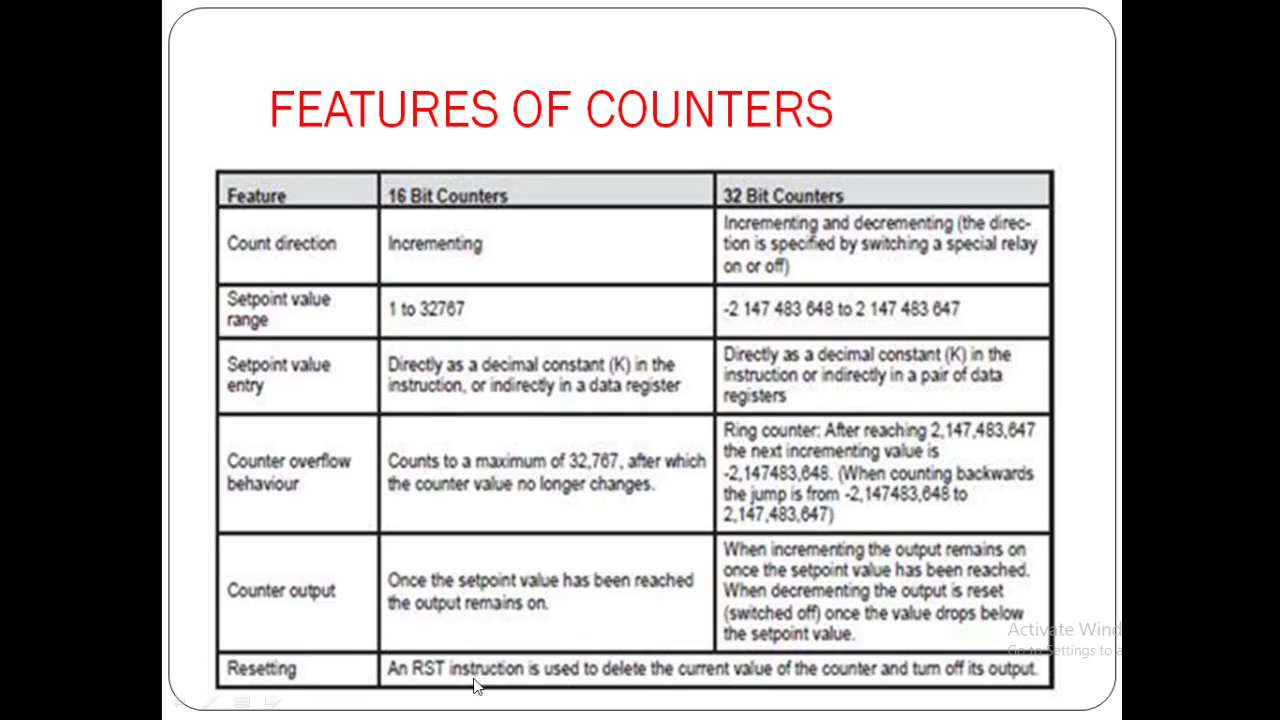 FEATURES OF COUNTERS
Feature
16 Bit Counters
32 Bit Counters
Count direction
Incrementing
Incrementing and decrementing (the direc-
tion is specified by switching a special relay
on or off)
Setpoint value
range
1 to 32767
-2 147 483 648 to 2 147 483 647
Setpoint value
entry
Directly as a decimal constant (K) in the
instruction, or indirectly in a data register
Directly as a decimal constant (K) in the
instruction or indirectly in a pair of data
registers
Counter overflow
behaviour
Counts to a maximum of 32,767, after which
the counter value no longer changes.
Ring counter: After reaching 2,147,483,647
the next incrementing value is
-2,147483,648. (When counting backwards
the jump is from -2,147483,648 to
2,147,483,647)
Counter output
Once the setpoint value has been reached
the output remains on.
When incrementing the output remains on
once the setpoint value has been reached.
When decrementing the output is reset
(switched off) once the value drops below
the setpoint value.
Resetting
An RST instruction is used to delete the current value of the counter and turn off its output.
Activate Wind
Go to Settings to a